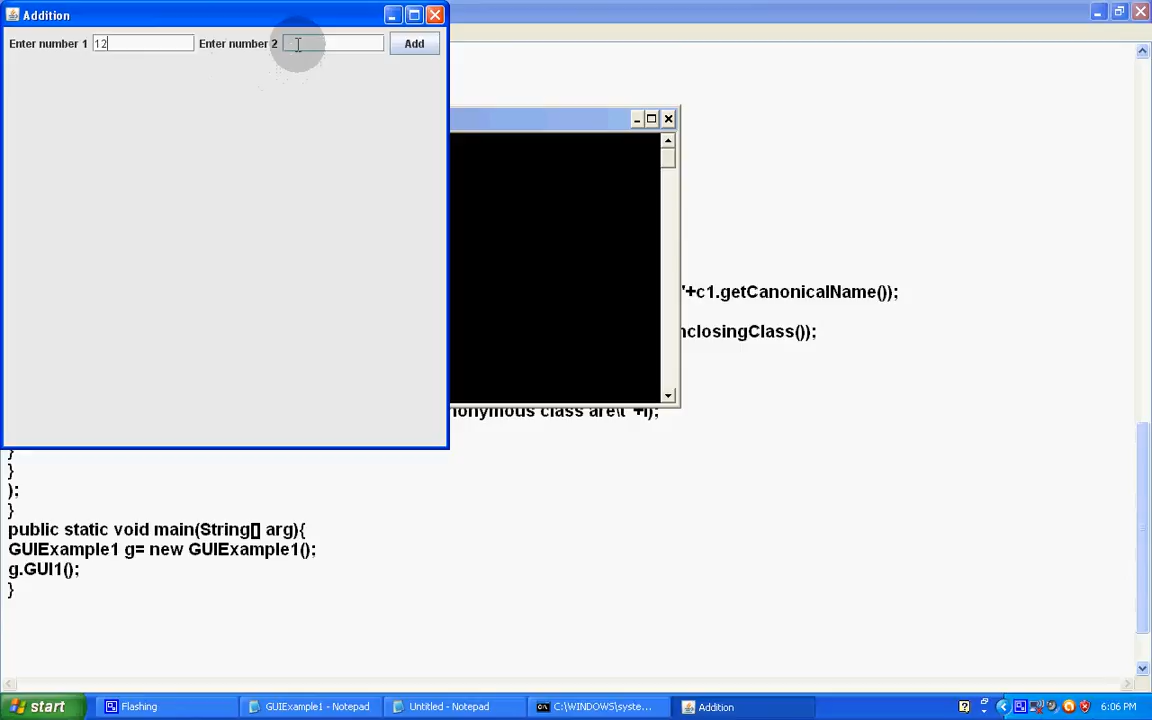 Addition
Enter number 1 12 Enter number 2 Add
"+c1.getCanonicalName());
nclosingClass());
nonymous class are\t "+i);
}
}
);
}
public static void main(String[] arg){
GUIExample1 g= new GUIExample1();
g.GUI1();
}
start Flashing GUIExample1 - Notepad Untitled - Notepad C:\WINDOWS\syste... Addition 6:06 PM